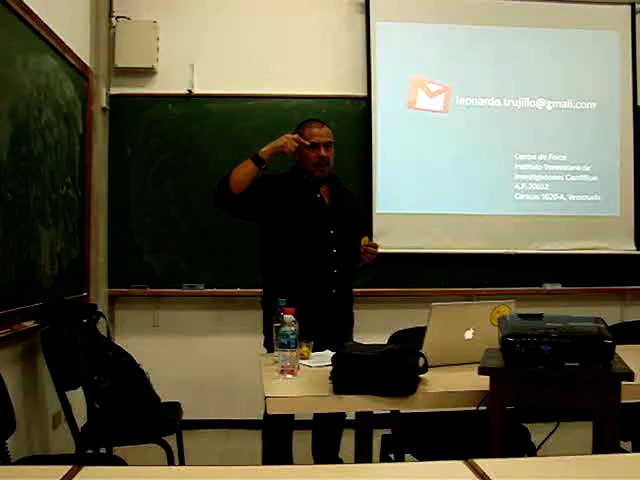 leonardo.trujillo@gmail.com
Centro de Física
Instituto Venezolano de
Investigaciones Científicas
A.P. 20632
Caracas 1020-A, Venezuela